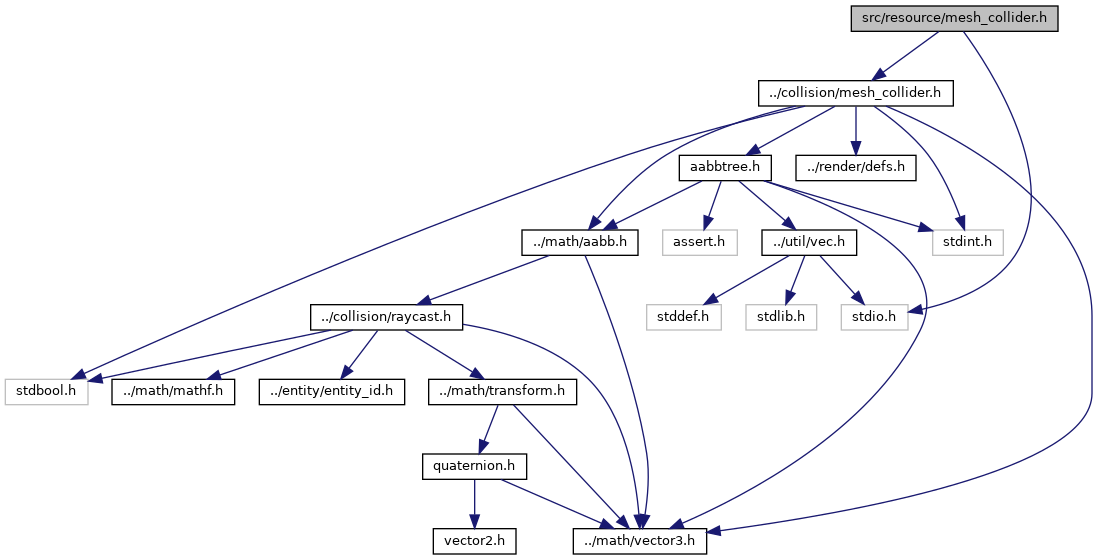 src/resource/mesh_collider.h
../collision/mesh_collider.h
aabbtree.h
../render/defs.h
../math/aabb.h
assert.h
../util/vec.h
stdint.h
../collision/raycast.h
stddef.h
stdlib.h
stdio.h
stdbool.h
../math/mathf.h
../entity/entity_id.h
../math/transform.h
quaternion.h
vector2.h
../math/vector3.h